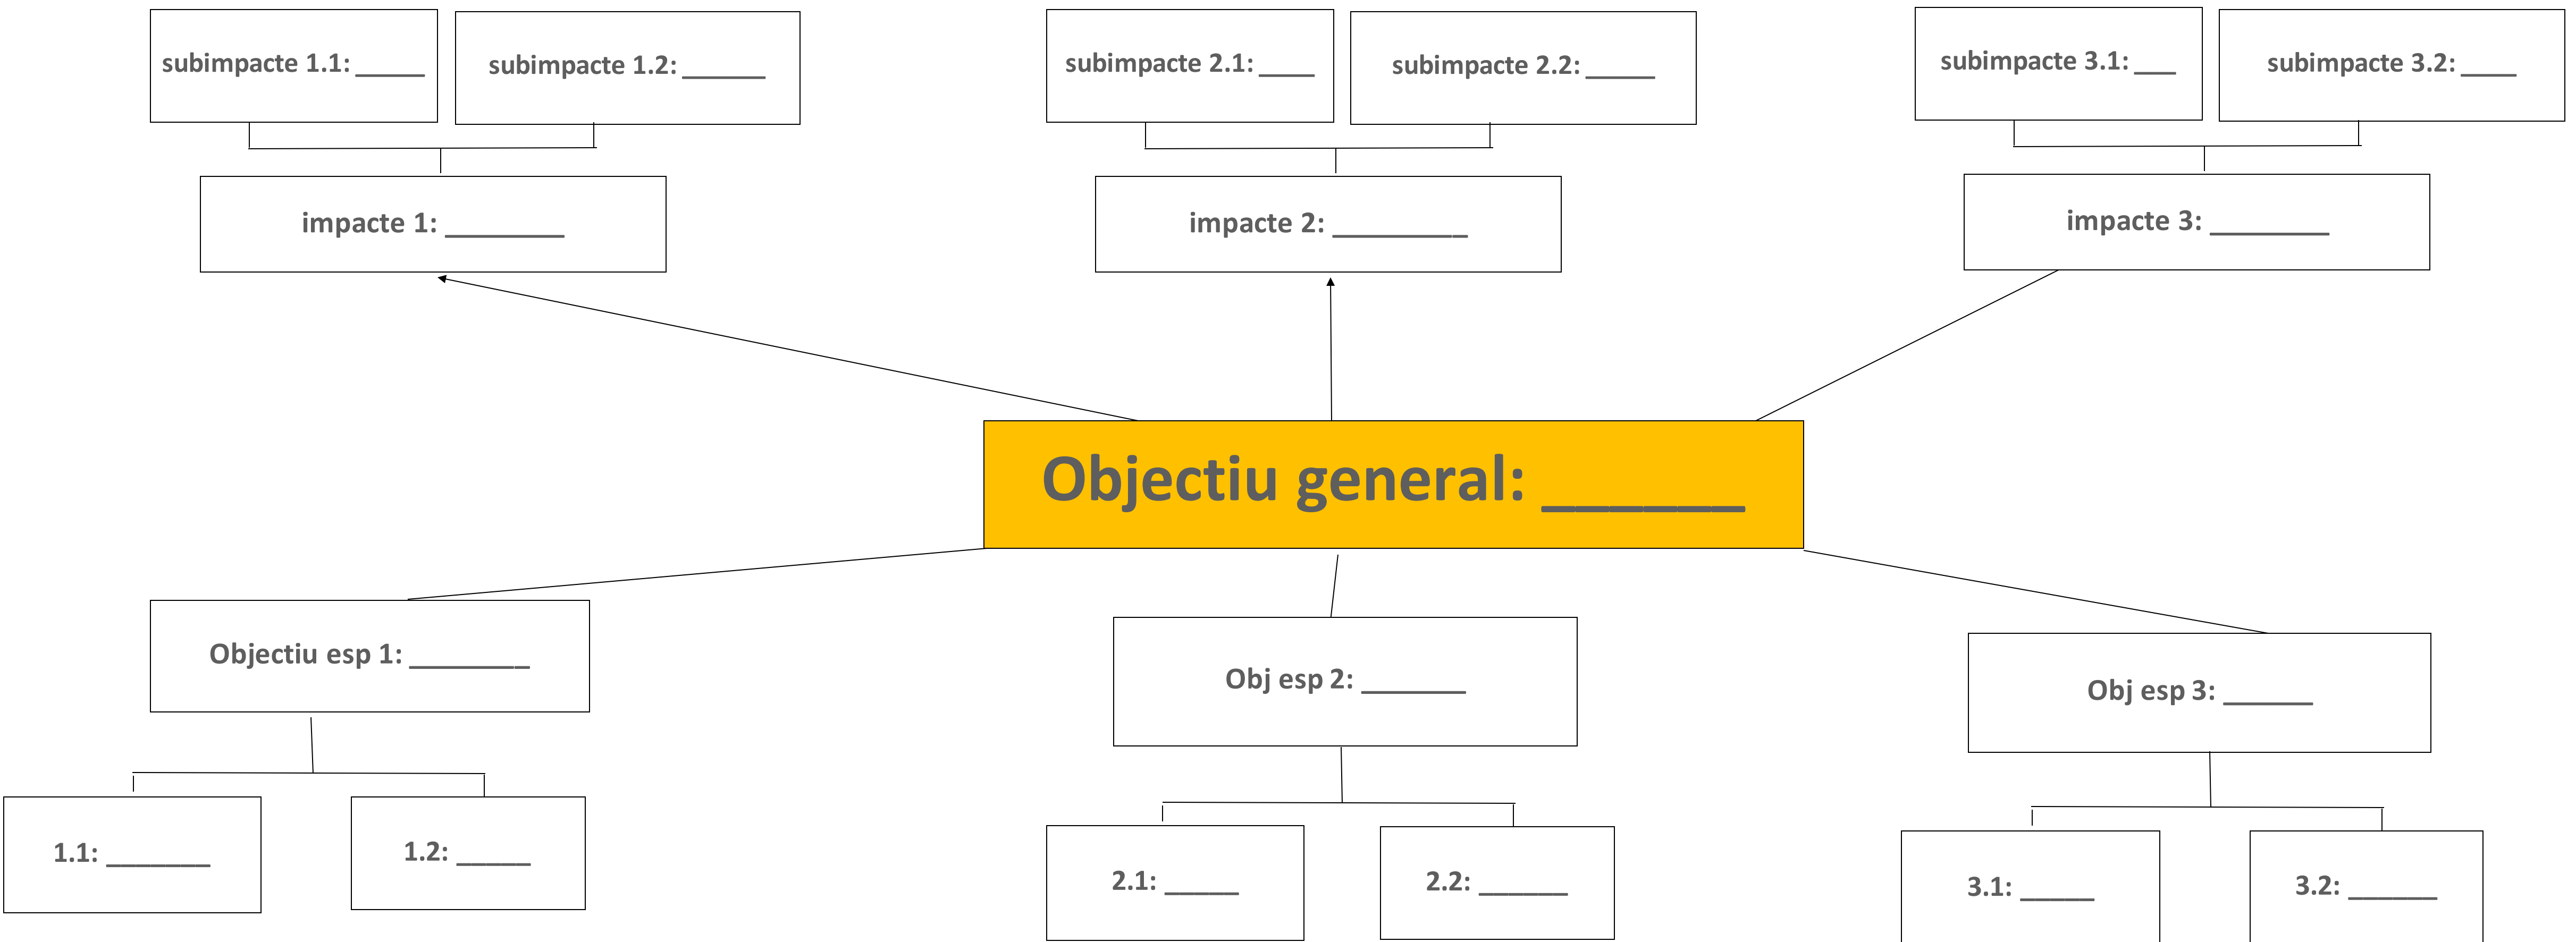 subimpacte 1.1: _____
subimpacte 1.2: ______
subimpacte 2.1: ____
subimpacte 2.2: _____
subimpacte 3.1: ___
subimpacte 3.2: ____
impacte 1: ________
impacte 2: _________
impacte 3: ________
Objectiu general: ______
Objectiu esp 1: ________
Obj esp 2: _______
Obj esp 3: ______
1.1: _______
1.2: _____
2.1: _____
2.2: ______
3.1: _____
3.2: ______